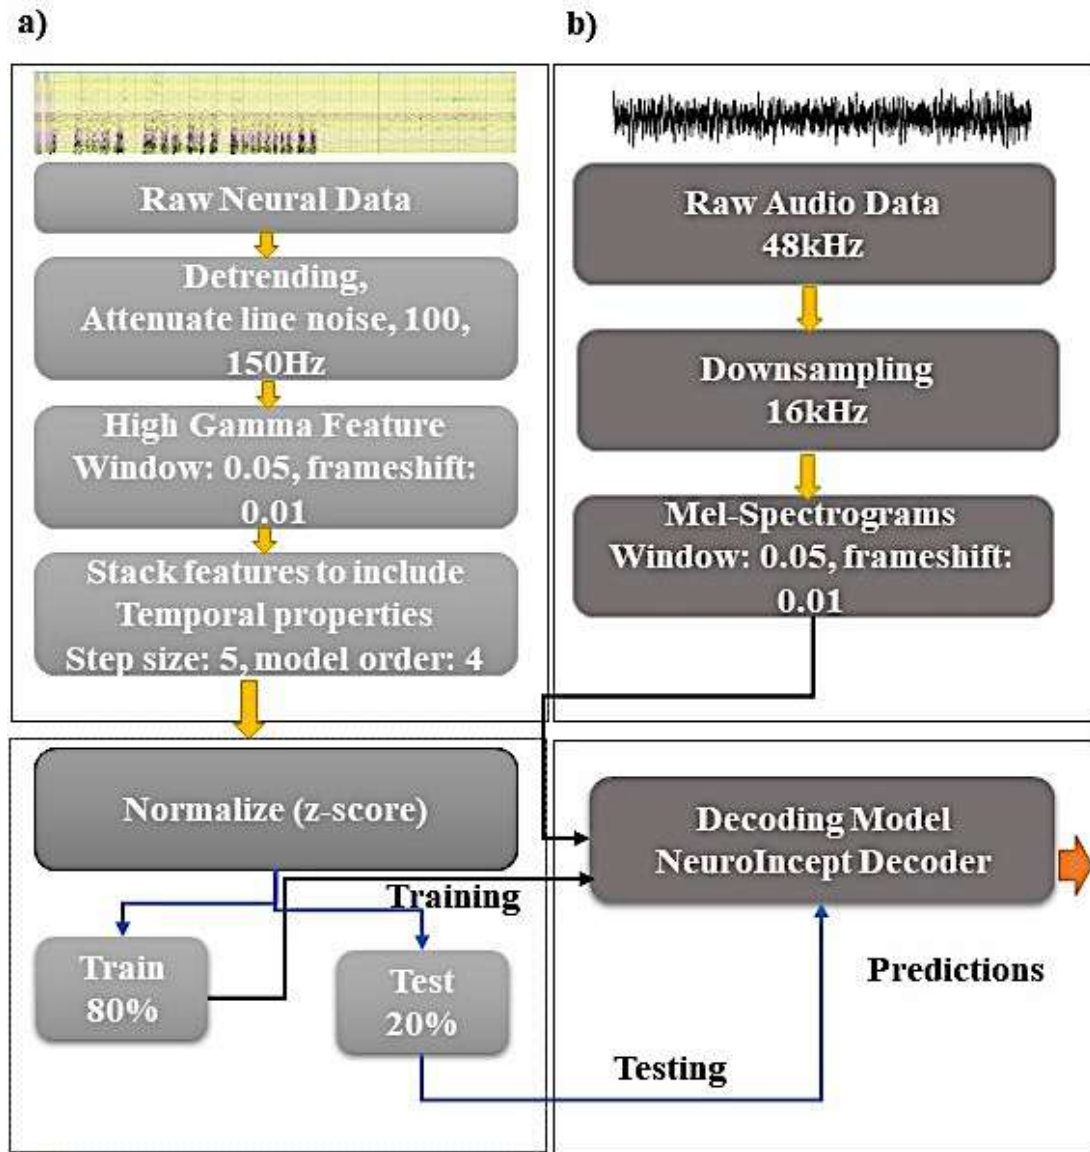 a)
Raw Neural Data
Detrending,
Attenuate line noise, 100,
150Hz
High Gamma Feature
Window: 0.05, frameshift:
0.01
Stack features to include
Temporal properties
Step size: 5, model order: 4
b)
Raw Audio Data
48kHz
Downsampling
16kHz
Mel-Spectrograms
Window: 0.05, frameshift:
0.01
Normalize (z-score)
Train
80%
Test
20%
Training
Decoding Model
NeuroIncept Decoder
Predictions
Testing